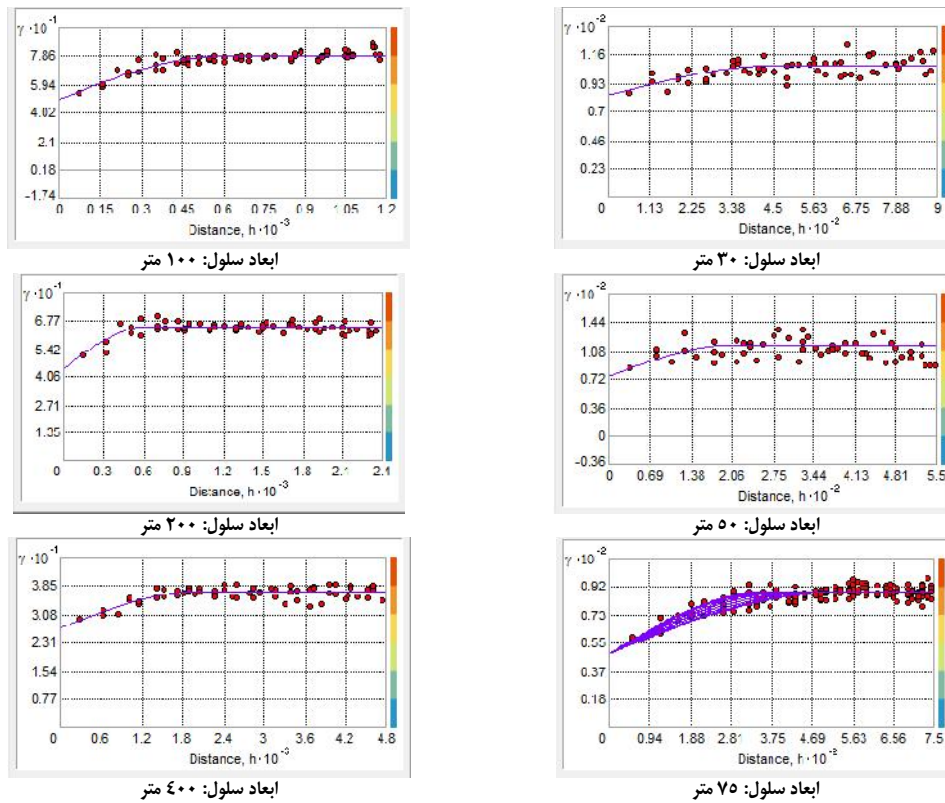 γ·10⁻¹
7.86
5.94
4.02
2.1
0.18
-1.74
0 0.15 0.3 0.45 0.6 0.75 0.9 1.05 1.2
Distance, h·10⁻³
ابعاد سلول: ۱۰۰ متر
γ·10⁻²
1.16
0.93
0.7
0.46
0.23
0 1.13 2.25 3.38 4.5 5.63 6.75 7.88 9
Distance, h·10⁻²
ابعاد سلول: ۳۰ متر
γ·10⁻¹
6.77
5.42
4.06
2.71
1.35
0 0.3 0.6 0.9 1.2 1.5 1.8 2.1 2.4
Distance, h·10⁻³
ابعاد سلول: ۲۰۰ متر
γ·10⁻²
1.44
1.08
0.72
0.36
0
-0.36
0 0.69 1.38 2.06 2.75 3.44 4.13 4.81 5.5
Distance, h·10⁻²
ابعاد سلول: ۵۰ متر
γ·10⁻¹
3.85
3.08
2.31
1.54
0.77
0 0.6 1.2 1.8 2.4 3 3.6 4.2 4.8
Distance, h·10⁻³
ابعاد سلول: ٤۰۰ متر
γ·10⁻²
0.92
0.73
0.55
0.37
0.18
0 0.94 1.88 2.81 3.75 4.69 5.63 6.56 7.5
Distance, h·10⁻²
ابعاد سلول: ۷۵ متر